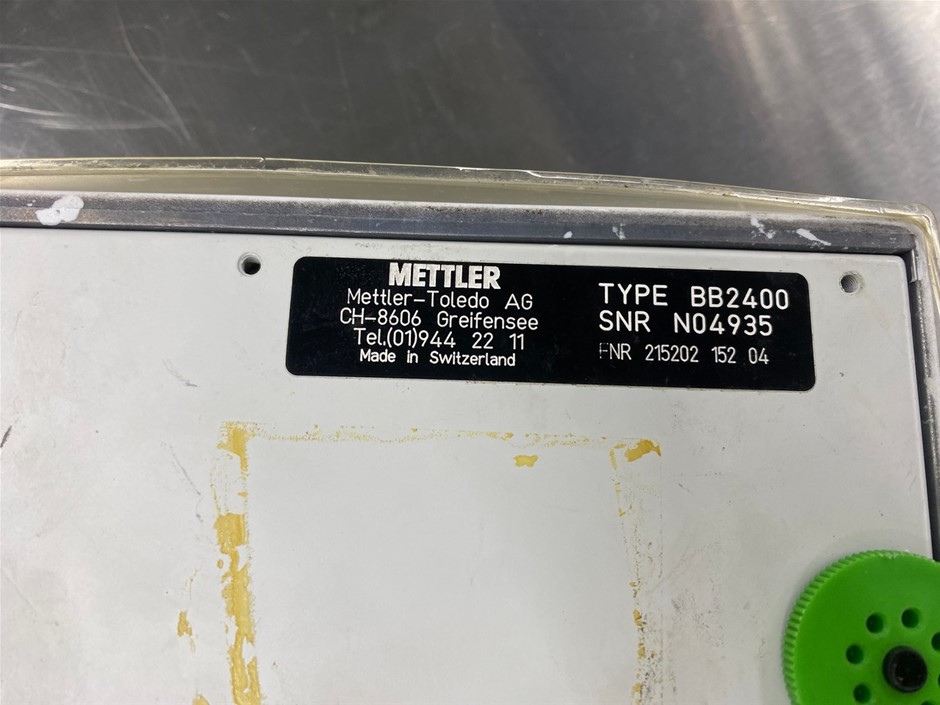 METTLER
Mettler-Toledo AG
CH-8606 Greifensee
Tel.(01)944 22 11
Made in Switzerland
TYPE BB2400
SNR N04935
FNR 215202 152 04